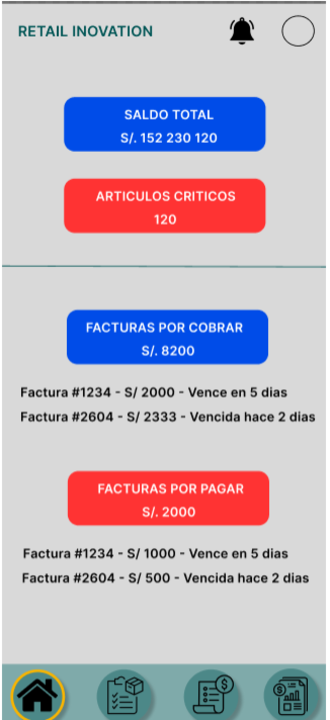 RETAIL INOVATION
SALDO TOTAL
S/. 152 230 120
ARTICULOS CRITICOS
120
FACTURAS POR COBRAR
S/. 8200
Factura #1234 - S/ 2000 - Vence en 5 dias
Factura #2604 - S/ 2333 - Vencida hace 2 dias
FACTURAS POR PAGAR
S/. 2000
Factura #1234 - S/ 1000 - Vence en 5 dias
Factura #2604 - S/ 500 - Vencida hace 2 dias